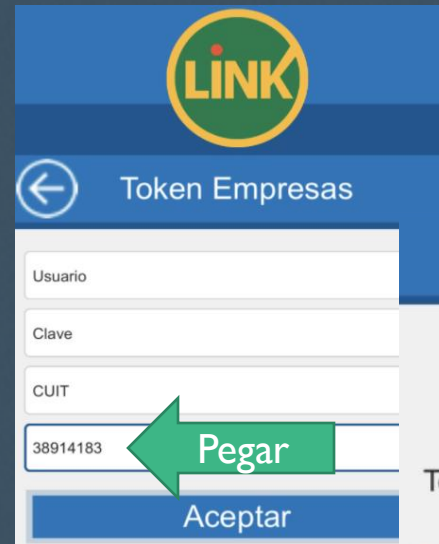 LINK
Token Empresas
Usuario
Clave
CUIT
38914183
Pegar
Aceptar